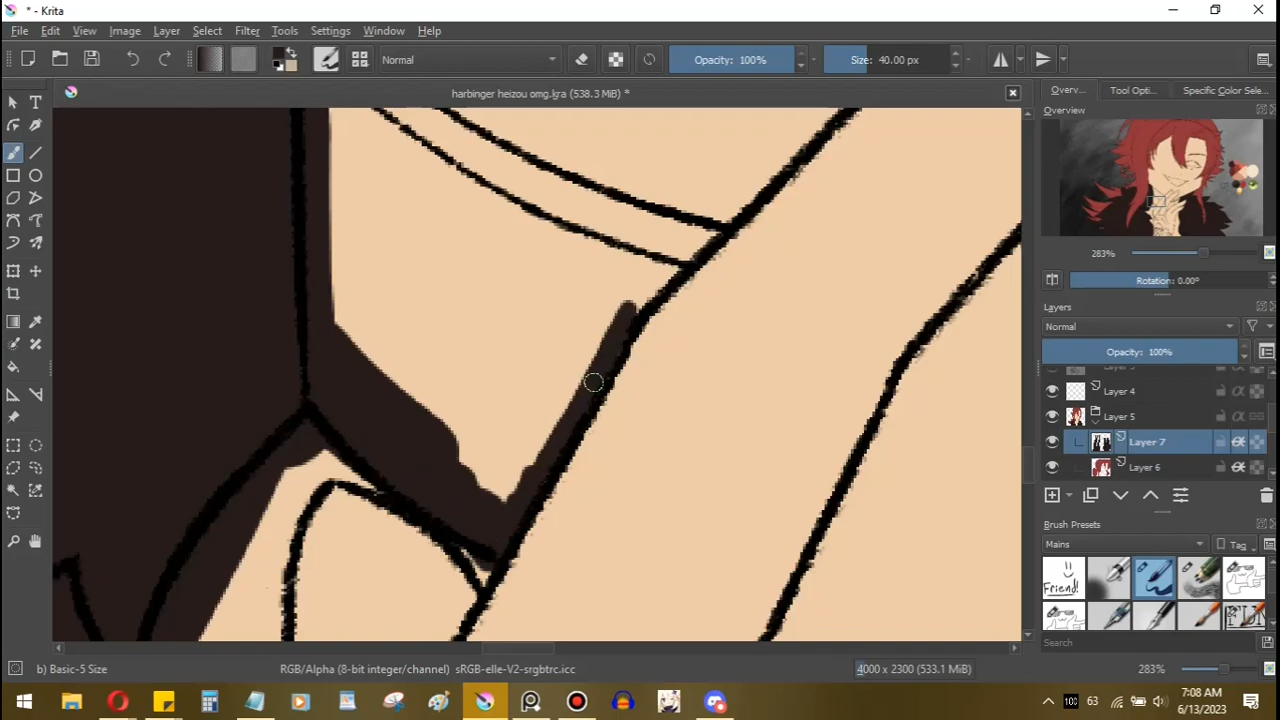 * - Krita
File Edit View Image Layer Select Filter Tools Settings Window Help
Normal Opacity: 100% Size: 40.00 px
harbinger heizou omg.kra (538.3 MiB) *
Overv... Tool Opti... Specific Color Sele...
Overview
283%
Rotation: 0.00°
Layers
Normal
Opacity: 100%
Layer 4
Layer 5
Layer 7
Layer 6
Brush Presets
Mains Tag
Friend!
Search
b) Basic-5 Size RGB/Alpha (8-bit integer/channel) sRGB-elle-V2-srgbtrc.icc 4000 x 2300 (533.1 MiB) 283%
100 63 7:08 AM
6/13/2023